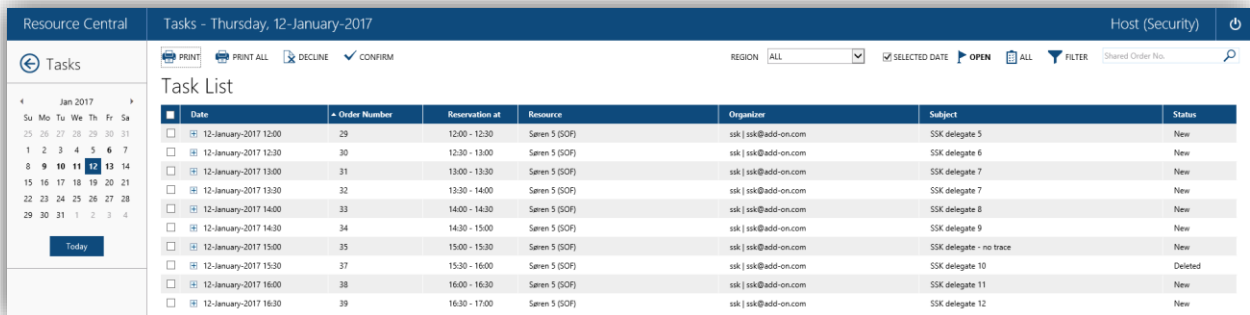 Resource Central Tasks - Thursday, 12-January-2017 Host (Security)
Tasks PRINT PRINT ALL DECLINE CONFIRM REGION ALL SELECTED DATE OPEN ALL FILTER Shared Order No.
Task List
Jan 2017
Su Mo Tu We Th Fr Sa
25 26 27 28 29 30 31
1 2 3 4 5 6 7
8 9 10 11 12 13 14
15 16 17 18 19 20 21
22 23 24 25 26 27 28
29 30 31 1 2 3 4
Today
Date Order Number Reservation at Resource Organizer Subject Status
12-January-2017 12:00 29 12:00 - 12:30 Søren 5 (SOF) ssk | ssk@add-on.com SSK delegate 5 New
12-January-2017 12:30 30 12:30 - 13:00 Søren 5 (SOF) ssk | ssk@add-on.com SSK delegate 6 New
12-January-2017 13:00 31 13:00 - 13:30 Søren 5 (SOF) ssk | ssk@add-on.com SSK delegate 7 New
12-January-2017 13:30 32 13:30 - 14:00 Søren 5 (SOF) ssk | ssk@add-on.com SSK delegate 7 New
12-January-2017 14:00 33 14:00 - 14:30 Søren 5 (SOF) ssk | ssk@add-on.com SSK delegate 8 New
12-January-2017 14:30 34 14:30 - 15:00 Søren 5 (SOF) ssk | ssk@add-on.com SSK delegate 9 New
12-January-2017 15:00 35 15:00 - 15:30 Søren 5 (SOF) ssk | ssk@add-on.com SSK delegate - no trace New
12-January-2017 15:30 37 15:30 - 16:00 Søren 5 (SOF) ssk | ssk@add-on.com SSK delegate 10 Deleted
12-January-2017 16:00 38 16:00 - 16:30 Søren 5 (SOF) ssk | ssk@add-on.com SSK delegate 11 New
12-January-2017 16:30 39 16:30 - 17:00 Søren 5 (SOF) ssk | ssk@add-on.com SSK delegate 12 New